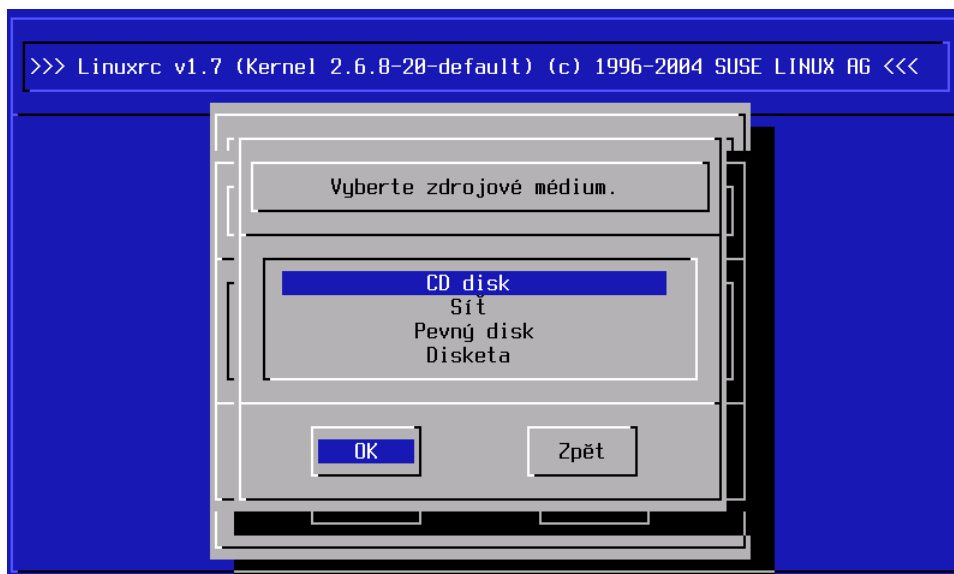 >>> Linuxrc v1.7 (Kernel 2.6.8-20-default) (c) 1996-2004 SUSE LINUX AG <<<
Vyberte zdrojové médium.
CD disk
Síť
Pevný disk
Disketa
OK Zpět